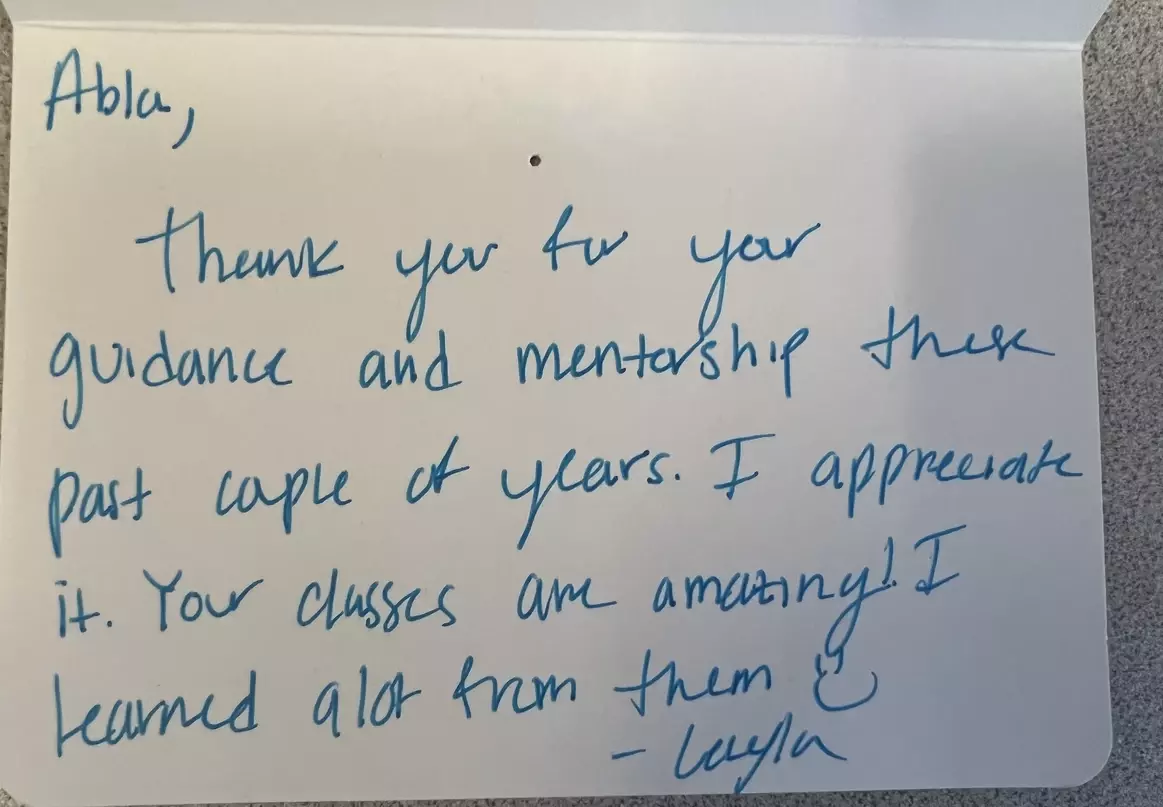 Abla,
Thank you for your
guidance and mentorship these
past couple of years. I appreciate
it. Your classes are amazing! I
learned a lot from them :)
- Layla